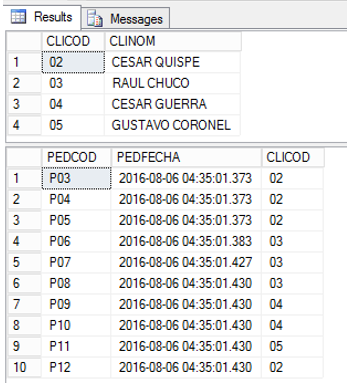 Results Messages
CLICOD CLINOM
1 02 CESAR QUISPE
2 03 RAUL CHUCO
3 04 CESAR GUERRA
4 05 GUSTAVO CORONEL
PEDCOD PEDFECHA CLICOD
1 P03 2016-08-06 04:35:01.373 02
2 P04 2016-08-06 04:35:01.373 02
3 P05 2016-08-06 04:35:01.373 02
4 P06 2016-08-06 04:35:01.383 03
5 P07 2016-08-06 04:35:01.427 03
6 P08 2016-08-06 04:35:01.430 03
7 P09 2016-08-06 04:35:01.430 04
8 P10 2016-08-06 04:35:01.430 04
9 P11 2016-08-06 04:35:01.430 05
10 P12 2016-08-06 04:35:01.430 02